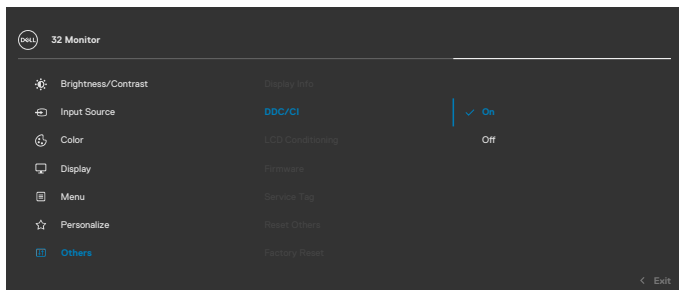 DELL
32 Monitor
Brightness/Contrast
Display Info
Input Source
DDC/CI
On
Color
LCD Conditioning
Off
Display
Firmware
Menu
Service Tag
Personalize
Reset Others
Others
Factory Reset
< Exit